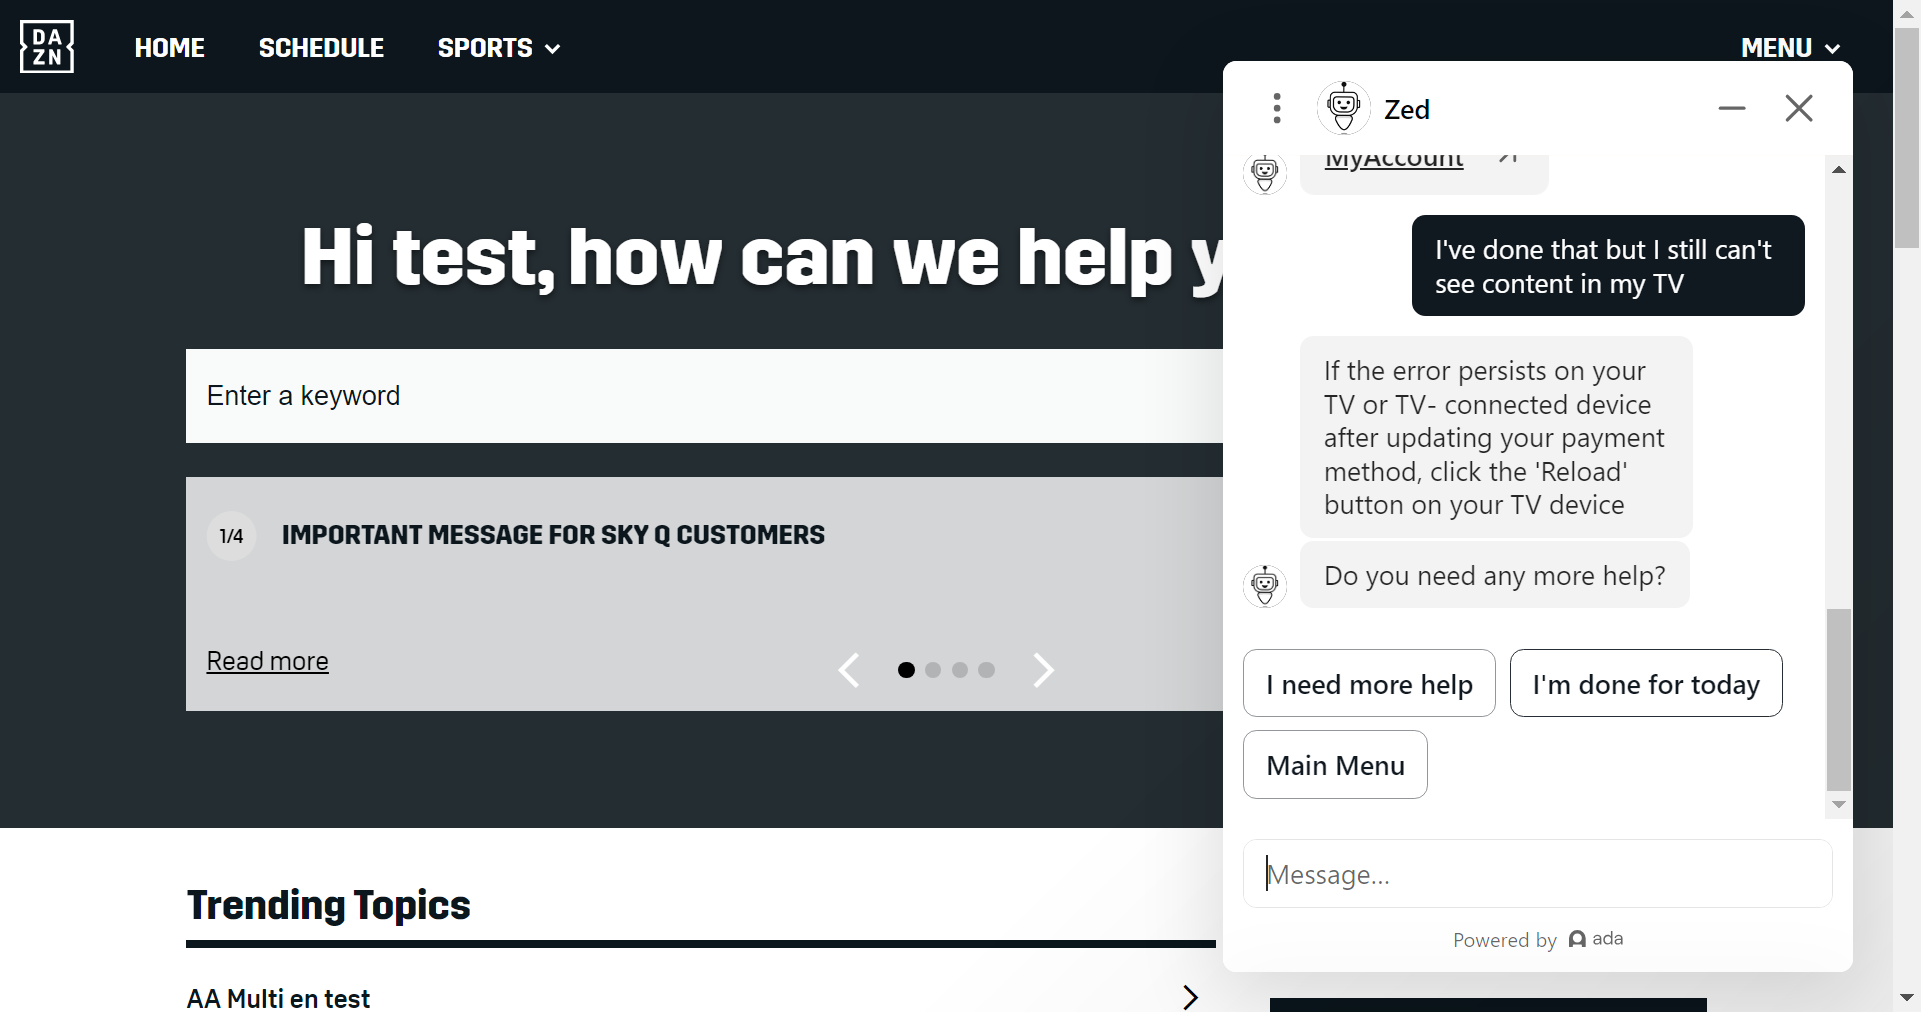 DA
ZN
HOME
SCHEDULE
SPORTS
MENU
Hi test, how can we help y
Enter a keyword
1/4
IMPORTANT MESSAGE FOR SKY Q CUSTOMERS
Read more
Trending Topics
AA Multi en test
Zed
MyAccount
I've done that but I still can't
see content in my TV
If the error persists on your
TV or TV- connected device
after updating your payment
method, click the 'Reload'
button on your TV device
Do you need any more help?
I need more help
I'm done for today
Main Menu
Message...
Powered by ada